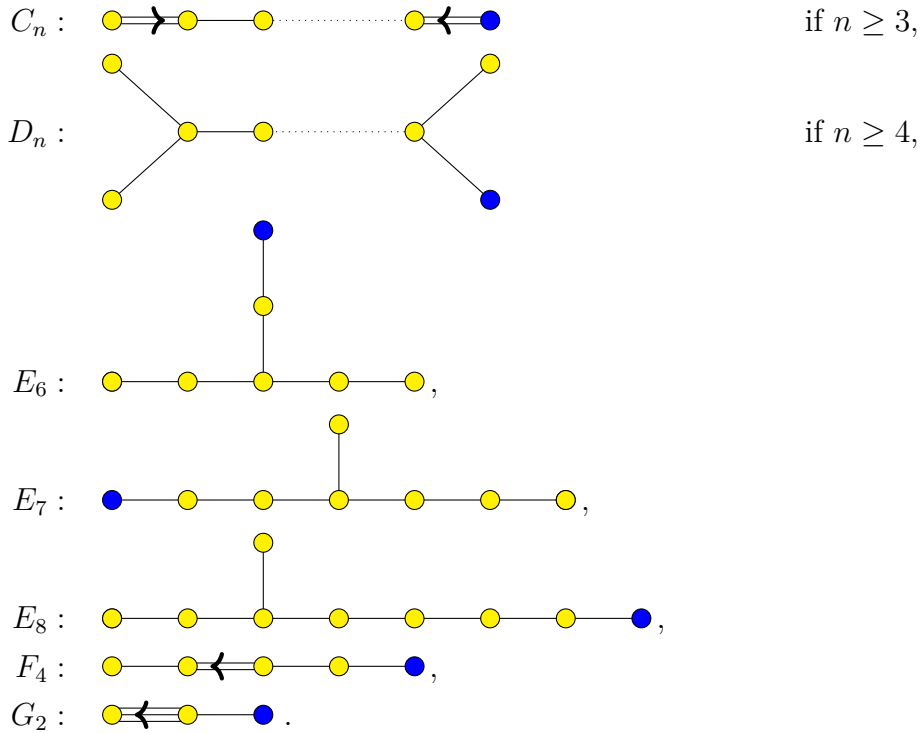 C_n : if n ≥ 3,
D_n : if n ≥ 4,
E_6 : ,
E_7 : ,
E_8 : ,
F_4 : ,
G_2 : .